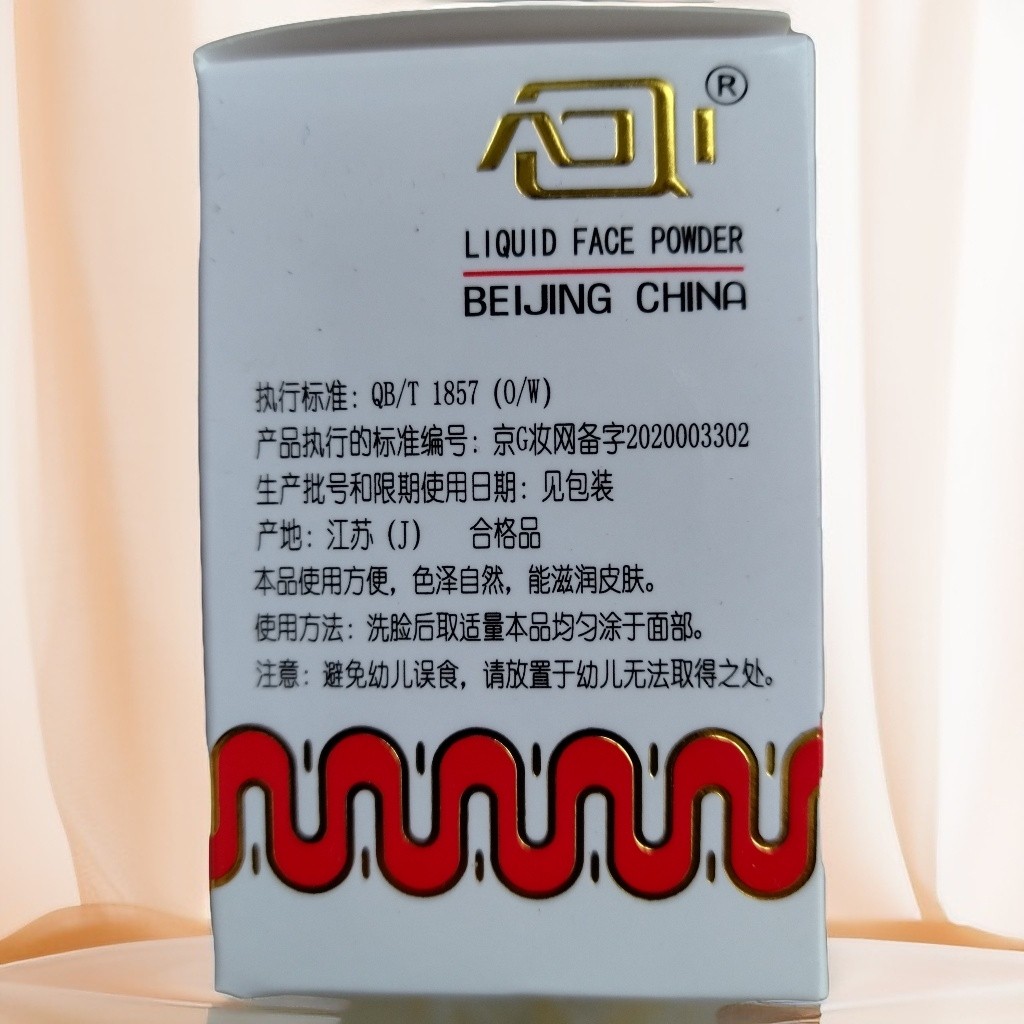 AOQI®
LIQUID FACE POWDER
BEIJING CHINA
执行标准：QB/T 1857 (O/W)
产品执行的标准编号：京G妆网备字2020003302
生产批号和限期使用日期：见包装
产地：江苏 (J) 合格品
本品使用方便，色泽自然，能滋润皮肤。
使用方法：洗脸后取适量本品均匀涂于面部。
注意：避免幼儿误食，请放置于幼儿无法取得之处。